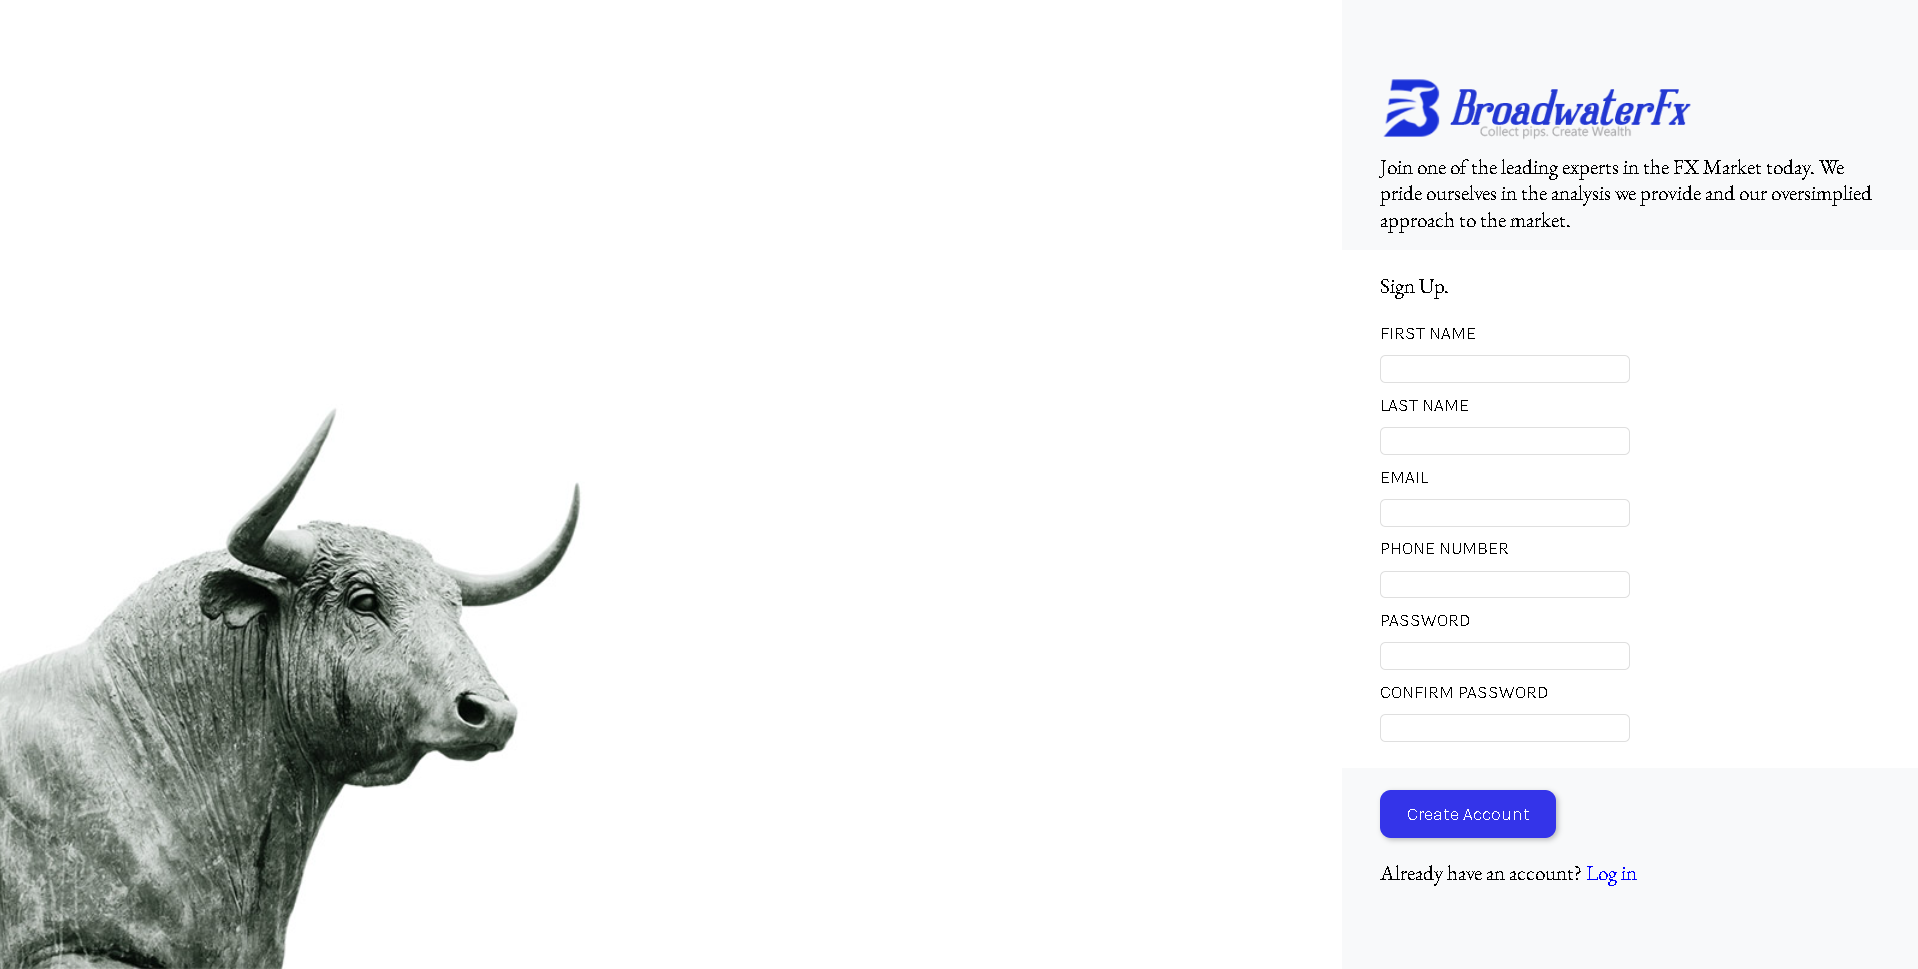 BroadwaterFx
Collect pips. Create Wealth
Join one of the leading experts in the FX Market today. We
pride ourselves in the analysis we provide and our oversimplied
approach to the market.
Sign Up.
FIRST NAME
LAST NAME
EMAIL
PHONE NUMBER
PASSWORD
CONFIRM PASSWORD
Create Account
Already have an account? Log in